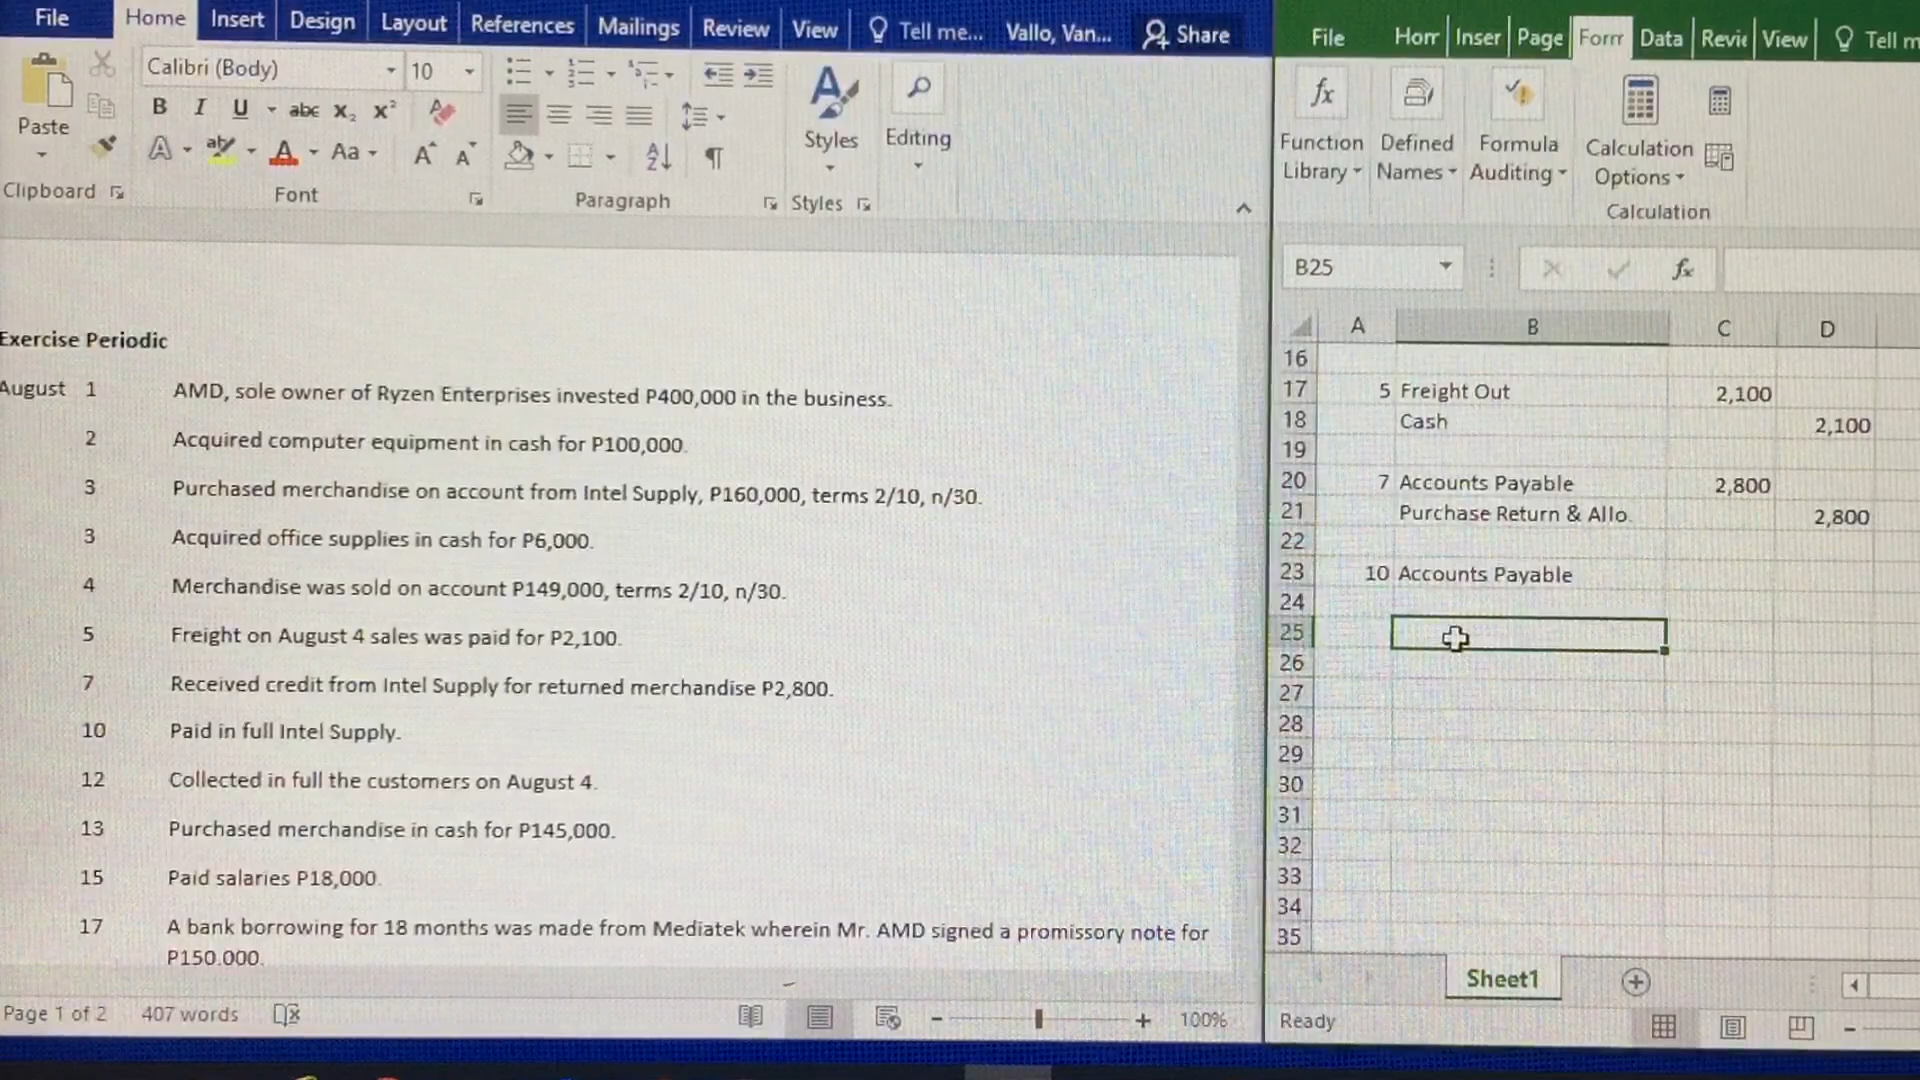 File Home Insert Design Layout References Mailings Review View Tell me... Vallo, Van... Share
Calibri (Body) 10
Paste
B I U abc X₂ X²
Aa
Styles
Editing
Clipboard Font Paragraph Styles
Exercise Periodic
August 1 AMD, sole owner of Ryzen Enterprises invested P400,000 in the business.
2 Acquired computer equipment in cash for P100,000.
3 Purchased merchandise on account from Intel Supply, P160,000, terms 2/10, n/30.
3 Acquired office supplies in cash for P6,000.
4 Merchandise was sold on account P149,000, terms 2/10, n/30.
5 Freight on August 4 sales was paid for P2,100.
7 Received credit from Intel Supply for returned merchandise P2,800.
10 Paid in full Intel Supply.
12 Collected in full the customers on August 4.
13 Purchased merchandise in cash for P145,000.
15 Paid salaries P18,000.
17 A bank borrowing for 18 months was made from Mediatek wherein Mr. AMD signed a promissory note for
P150.000.
Page 1 of 2 407 words 100%
File Hom Inser Page Form Data Revie View Tell m
fx
Function Library
Defined Names
Formula Auditing
Calculation Options
Calculation
B25 fx
A B C D
16
17 5 Freight Out 2,100
18 Cash 2,100
19
20 7 Accounts Payable 2,800
21 Purchase Return & Allo. 2,800
22
23 10 Accounts Payable
24
25
26
27
28
29
30
31
32
33
34
35
Sheet1
Ready